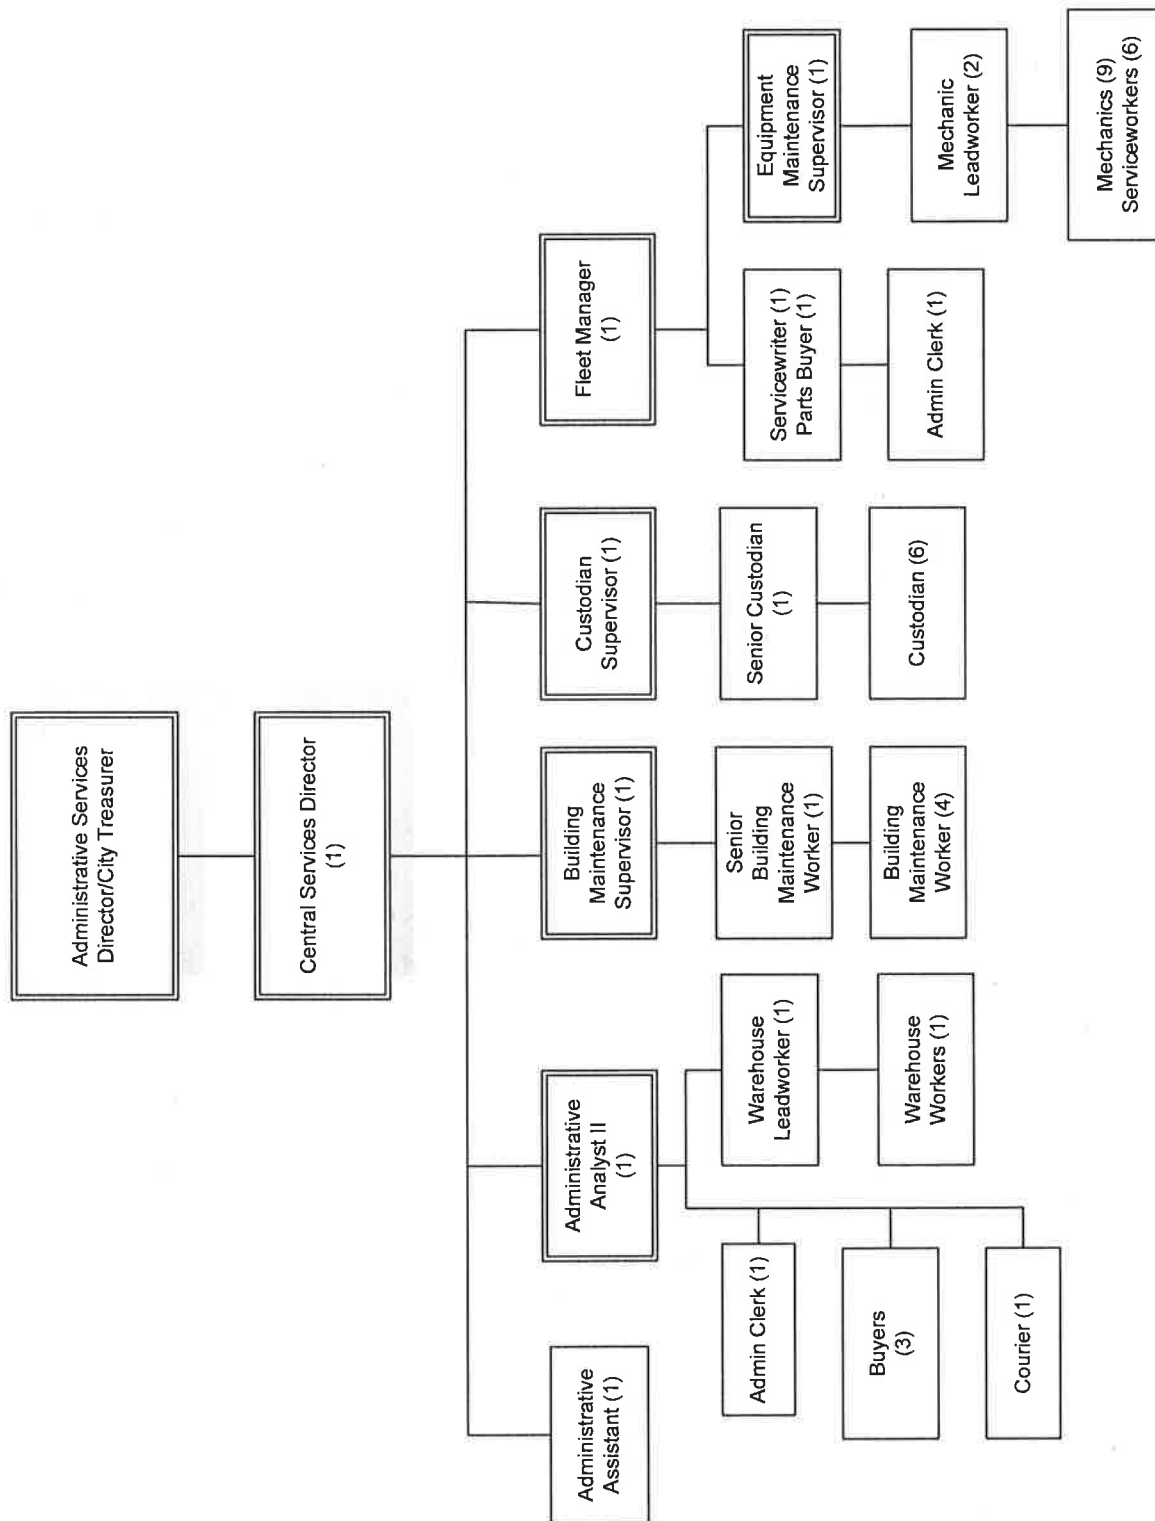 Administrative Services
Director/City Treasurer
Central Services Director
(1)
Administrative
Assistant (1)
Administrative
Analyst II
(1)
Building
Maintenance
Supervisor (1)
Custodian
Supervisor (1)
Fleet Manager
(1)
Admin Clerk (1)
Buyers
(3)
Courier (1)
Warehouse
Leadworker (1)
Warehouse
Workers (1)
Senior
Building
Maintenance
Worker (1)
Building
Maintenance
Worker (4)
Senior Custodian
(1)
Custodian (6)
Servicewriter (1)
Parts Buyer (1)
Admin Clerk (1)
Equipment
Maintenance
Supervisor (1)
Mechanic
Leadworker (2)
Mechanics (9)
Serviceworkers (6)